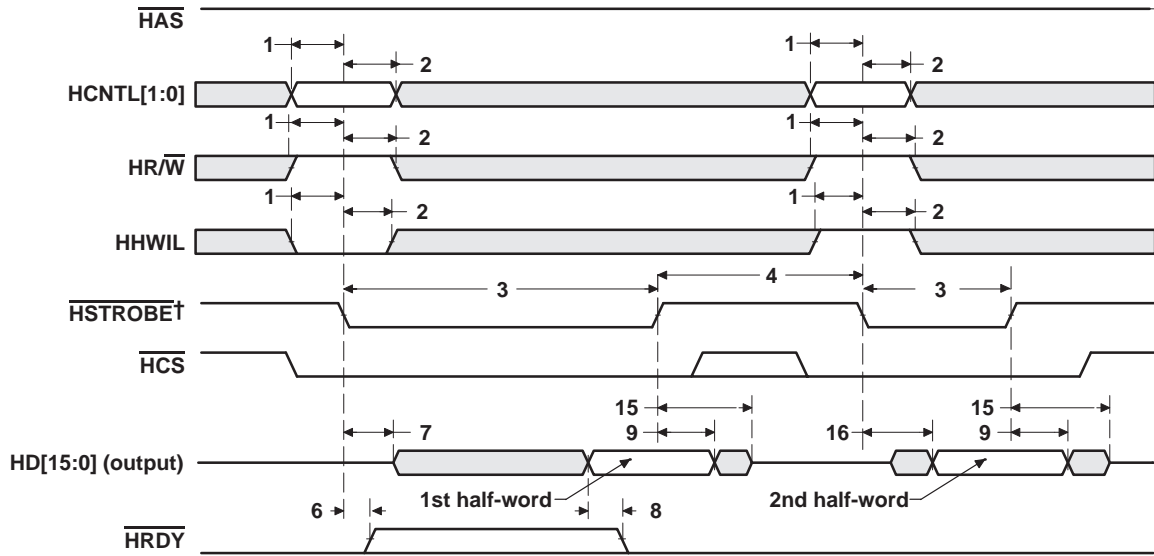 HAS
1
2
1
2
HCNTL[1:0]
1
2
1
2
HR/W
1
2
1
2
HHWIL
4
3
3
HSTROBE†
HCS
15
15
7
9
16
9
HD[15:0] (output)
1st half-word
2nd half-word
6
8
HRDY